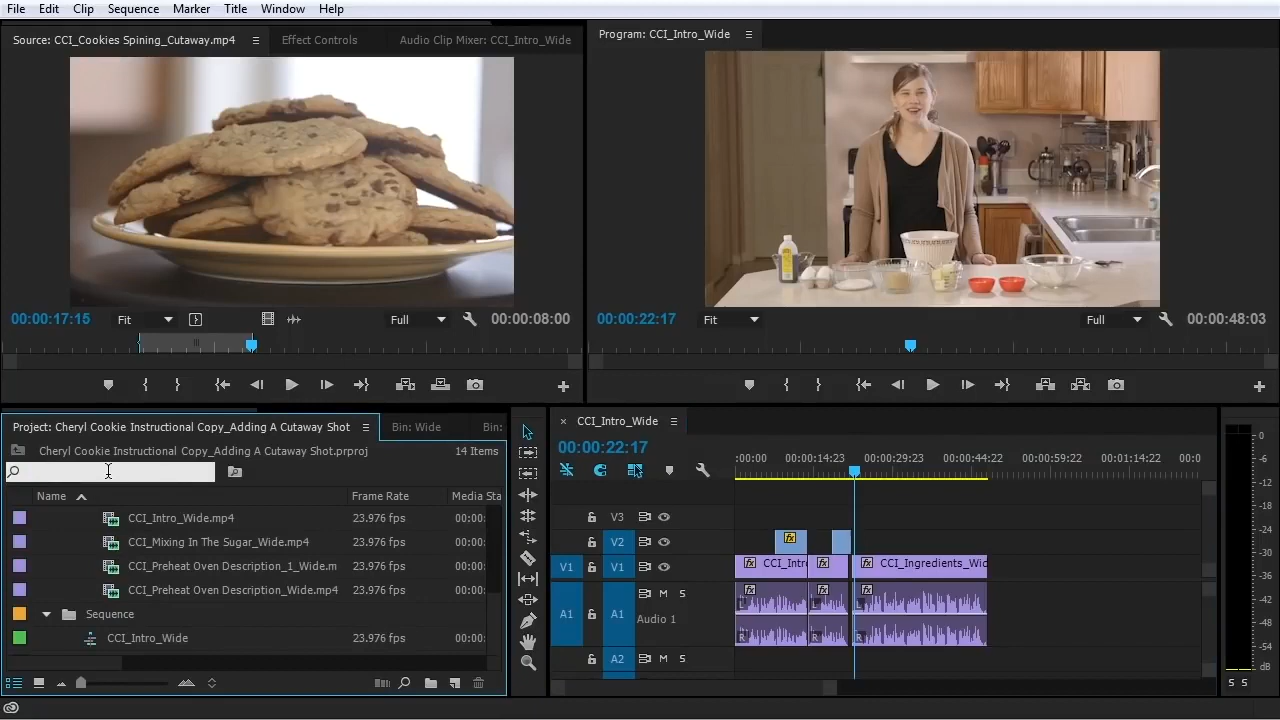 File Edit Clip Sequence Marker Title Window Help
Source: CCI_Cookies Spining_Cutaway.mp4 Effect Controls Audio Clip Mixer: CCI_Intro_Wide
Program: CCI_Intro_Wide
00:00:17:15 Fit Full 00:00:08:00
00:00:22:17 Fit Full 00:00:48:03
Project: Cheryl Cookie Instructional Copy_Adding A Cutaway Shot Bin: Wide Bin:
Cheryl Cookie Instructional Copy_Adding A Cutaway Shot.prproj 14 Items
Name Frame Rate Media Sta
CCI_Intro_Wide.mp4 23.976 fps 00:00:
CCI_Mixing In The Sugar_Wide.mp4 23.976 fps 00:00:
CCI_Preheat Oven Description_1_Wide.m 23.976 fps 00:00:
CCI_Preheat Oven Description_Wide.mp4 23.976 fps 00:00:
Sequence
CCI_Intro_Wide 23.976 fps 00:00:
× CCI_Intro_Wide
00:00:22:17
:00:00 00:00:14:23 00:00:29:23 00:00:44:22 00:00:59:22 00:01:14:22 00:0
V3
V2 fx
V1 V1 fx CCI_Intr fx fx CCI_Ingredients_Wid
A1 A1 M S fx fx fx
Audio 1 L R L R L R
A2 M S
0
-6
-12
-18
-24
-30
-36
-42
-48
-54
dB
S S